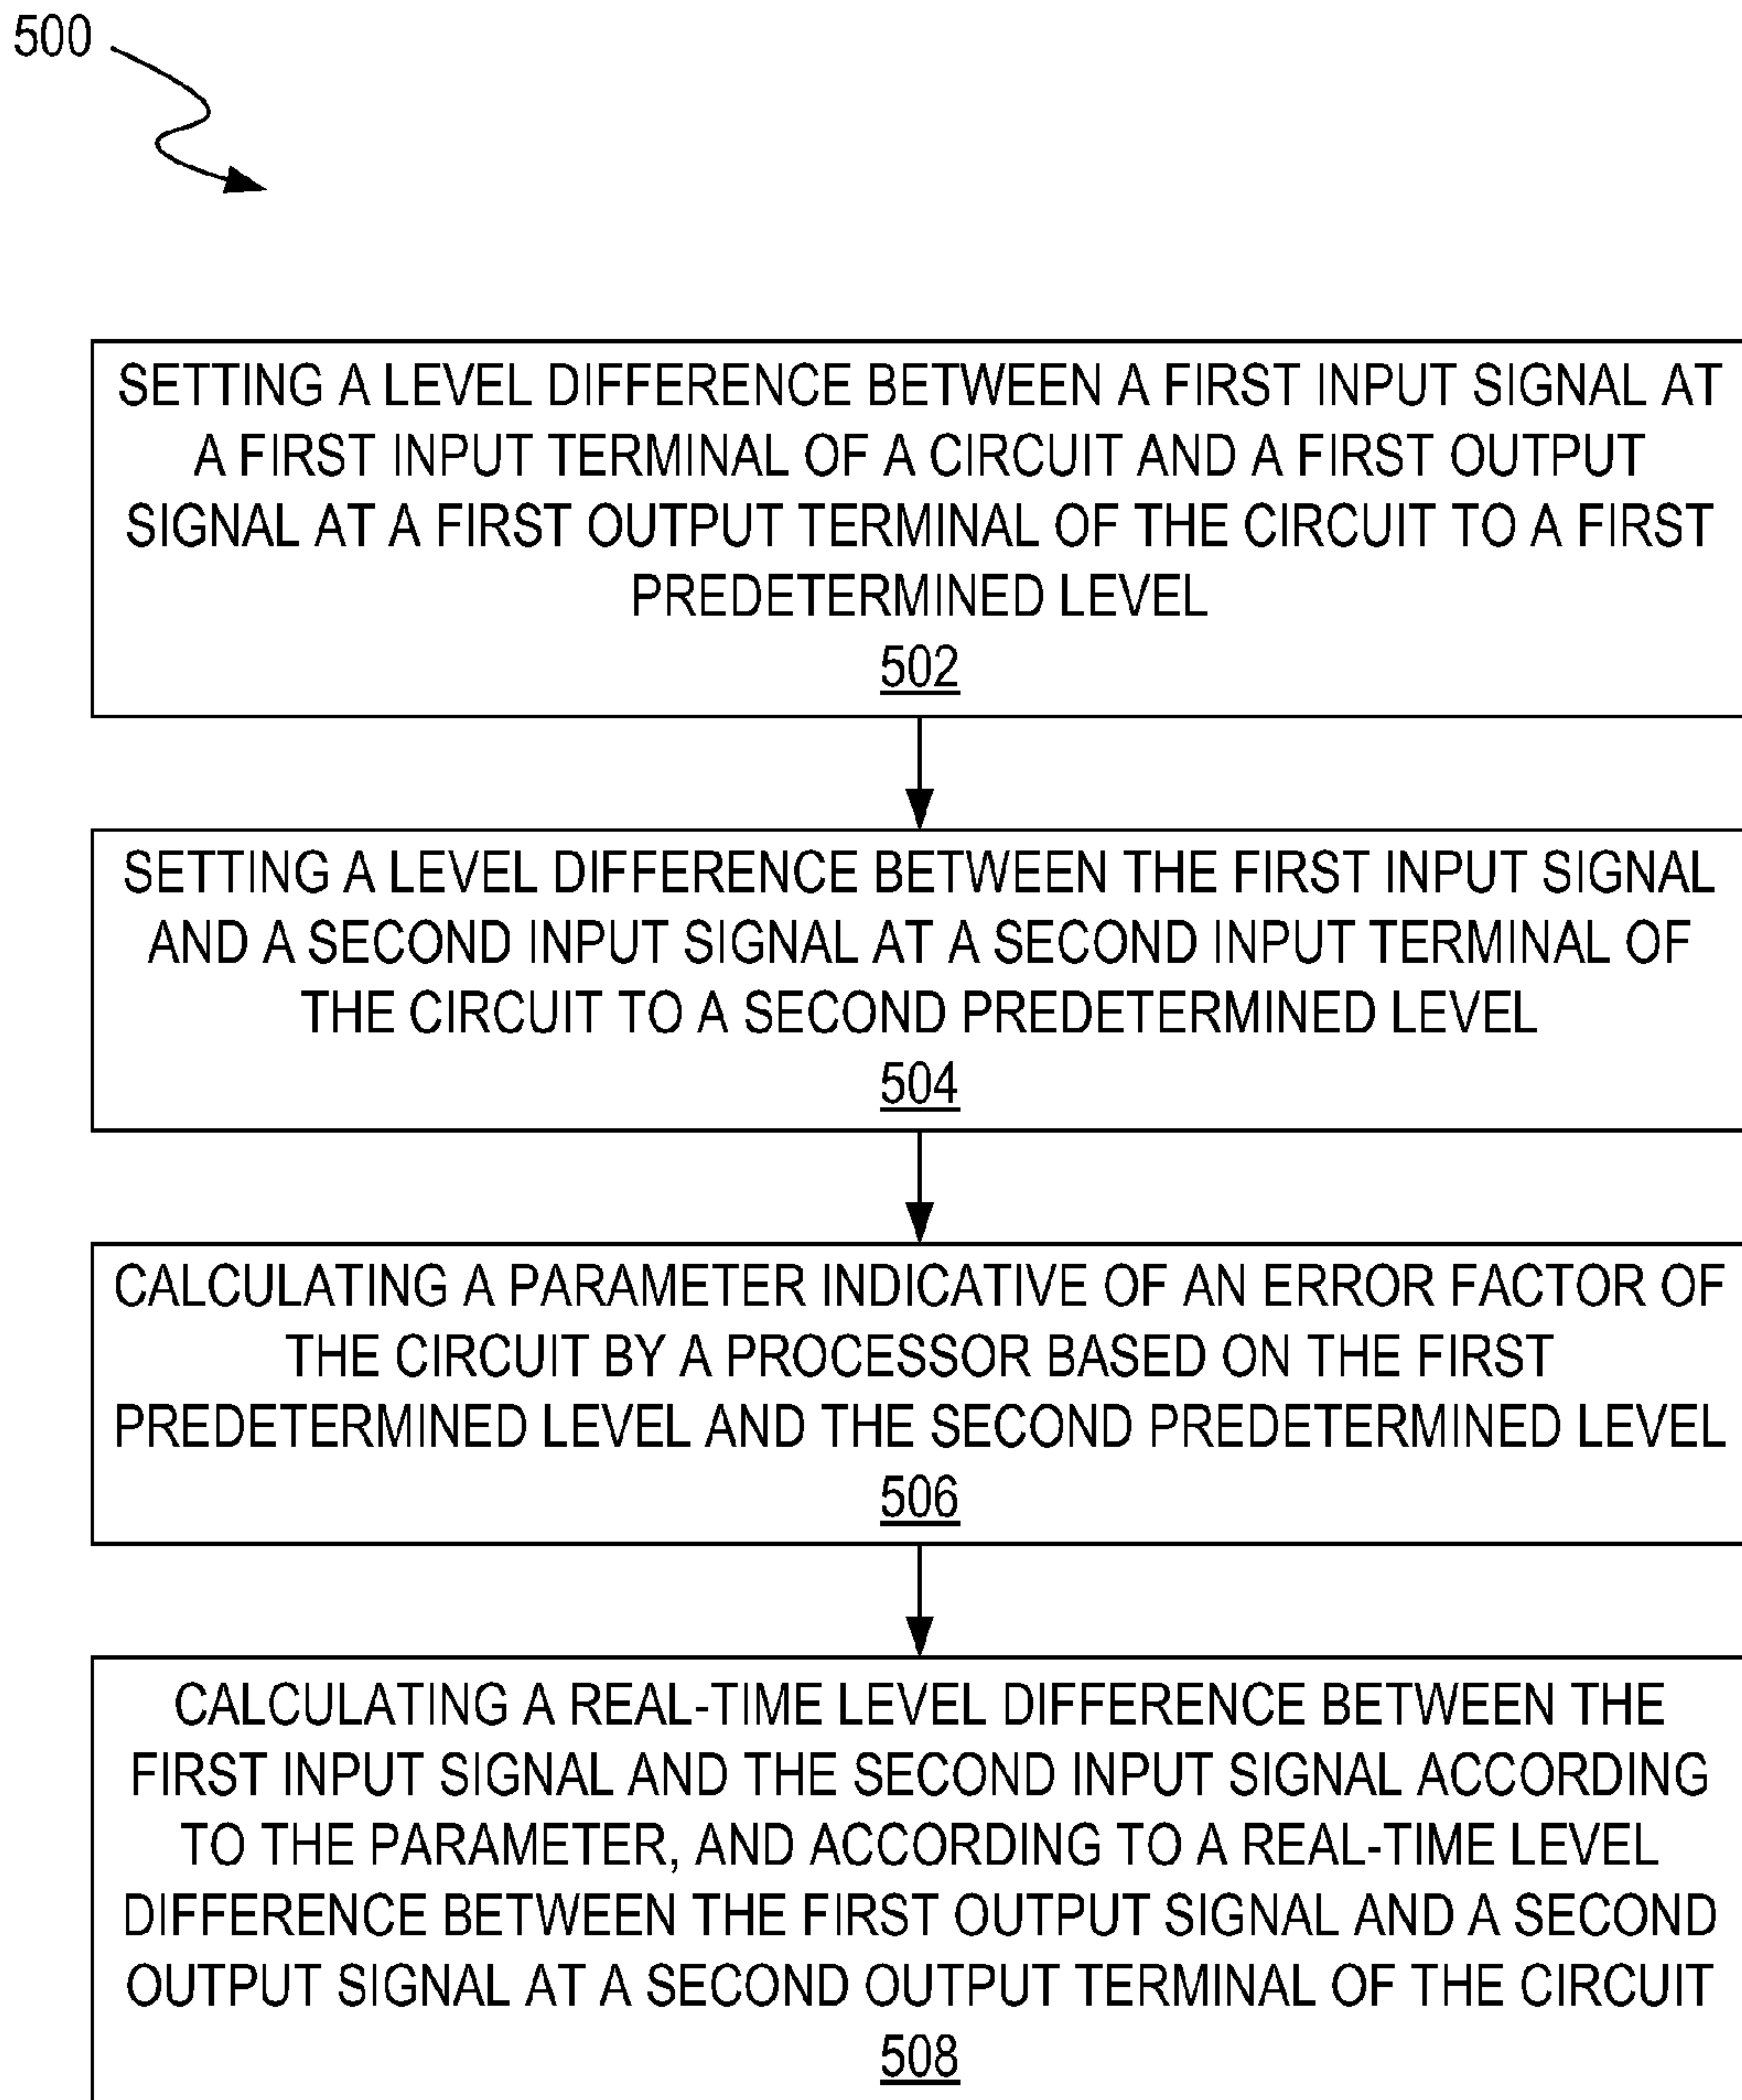 500
SETTING A LEVEL DIFFERENCE BETWEEN A FIRST INPUT SIGNAL AT
A FIRST INPUT TERMINAL OF A CIRCUIT AND A FIRST OUTPUT
SIGNAL AT A FIRST OUTPUT TERMINAL OF THE CIRCUIT TO A FIRST
PREDETERMINED LEVEL
502
SETTING A LEVEL DIFFERENCE BETWEEN THE FIRST INPUT SIGNAL
AND A SECOND INPUT SIGNAL AT A SECOND INPUT TERMINAL OF
THE CIRCUIT TO A SECOND PREDETERMINED LEVEL
504
CALCULATING A PARAMETER INDICATIVE OF AN ERROR FACTOR OF
THE CIRCUIT BY A PROCESSOR BASED ON THE FIRST
PREDETERMINED LEVEL AND THE SECOND PREDETERMINED LEVEL
506
CALCULATING A REAL-TIME LEVEL DIFFERENCE BETWEEN THE
FIRST INPUT SIGNAL AND THE SECOND INPUT SIGNAL ACCORDING
TO THE PARAMETER, AND ACCORDING TO A REAL-TIME LEVEL
DIFFERENCE BETWEEN THE FIRST OUTPUT SIGNAL AND A SECOND
OUTPUT SIGNAL AT A SECOND OUTPUT TERMINAL OF THE CIRCUIT
508